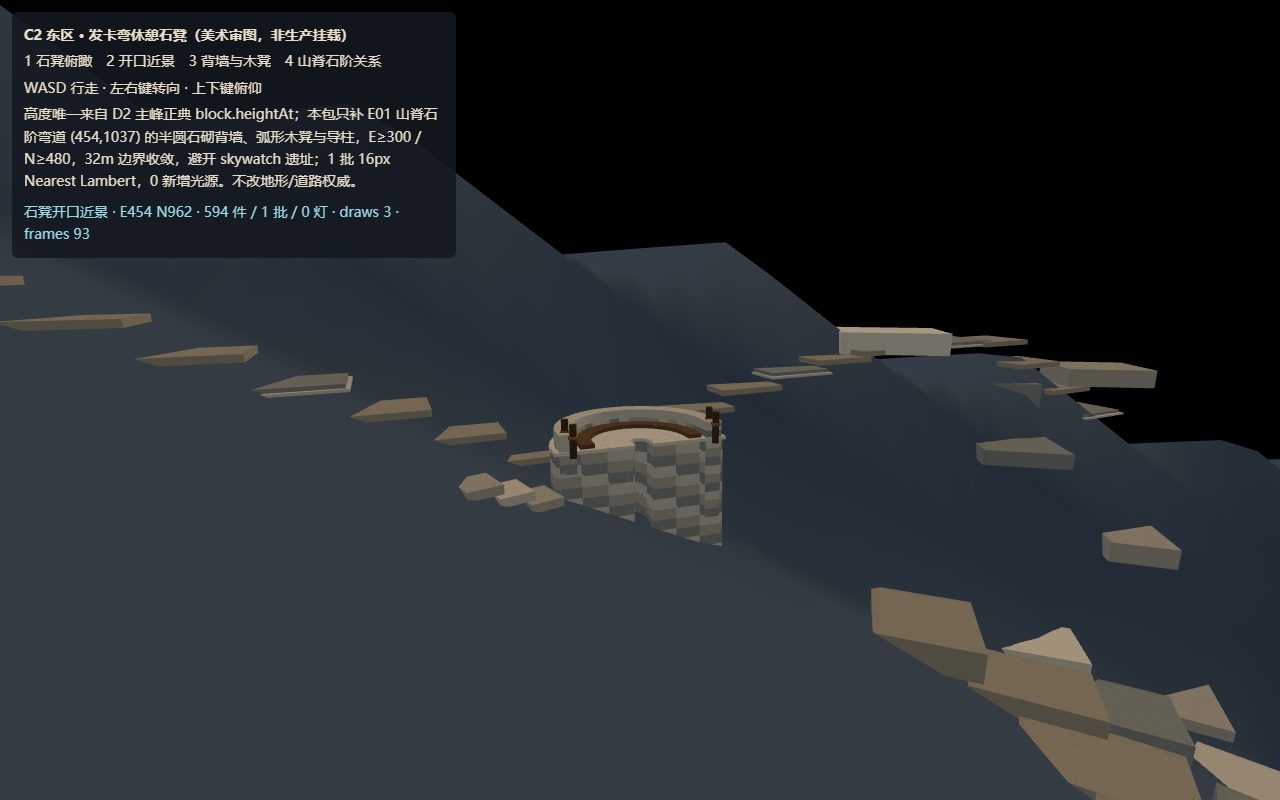 C2 东区 • 发卡弯休憩石凳（美术审图，非生产挂载）
1 石凳俯瞰 2 开口近景 3 背墙与木凳 4 山脊石阶关系
WASD 行走 · 左右键转向 · 上下键俯仰
高度唯一来自 D2 主峰正典 block.heightAt；本包只补 E01 山脊石
阶弯道 (454,1037) 的半圆石砌背墙、弧形木凳与导柱，E≥300 /
N≥480，32m 边界收敛，避开 skywatch 遗址；1 批 16px
Nearest Lambert，0 新增光源。不改地形/道路权威。
石凳开口近景 · E454 N962 · 594 件 / 1 批 / 0 灯 · draws 3 ·
frames 93